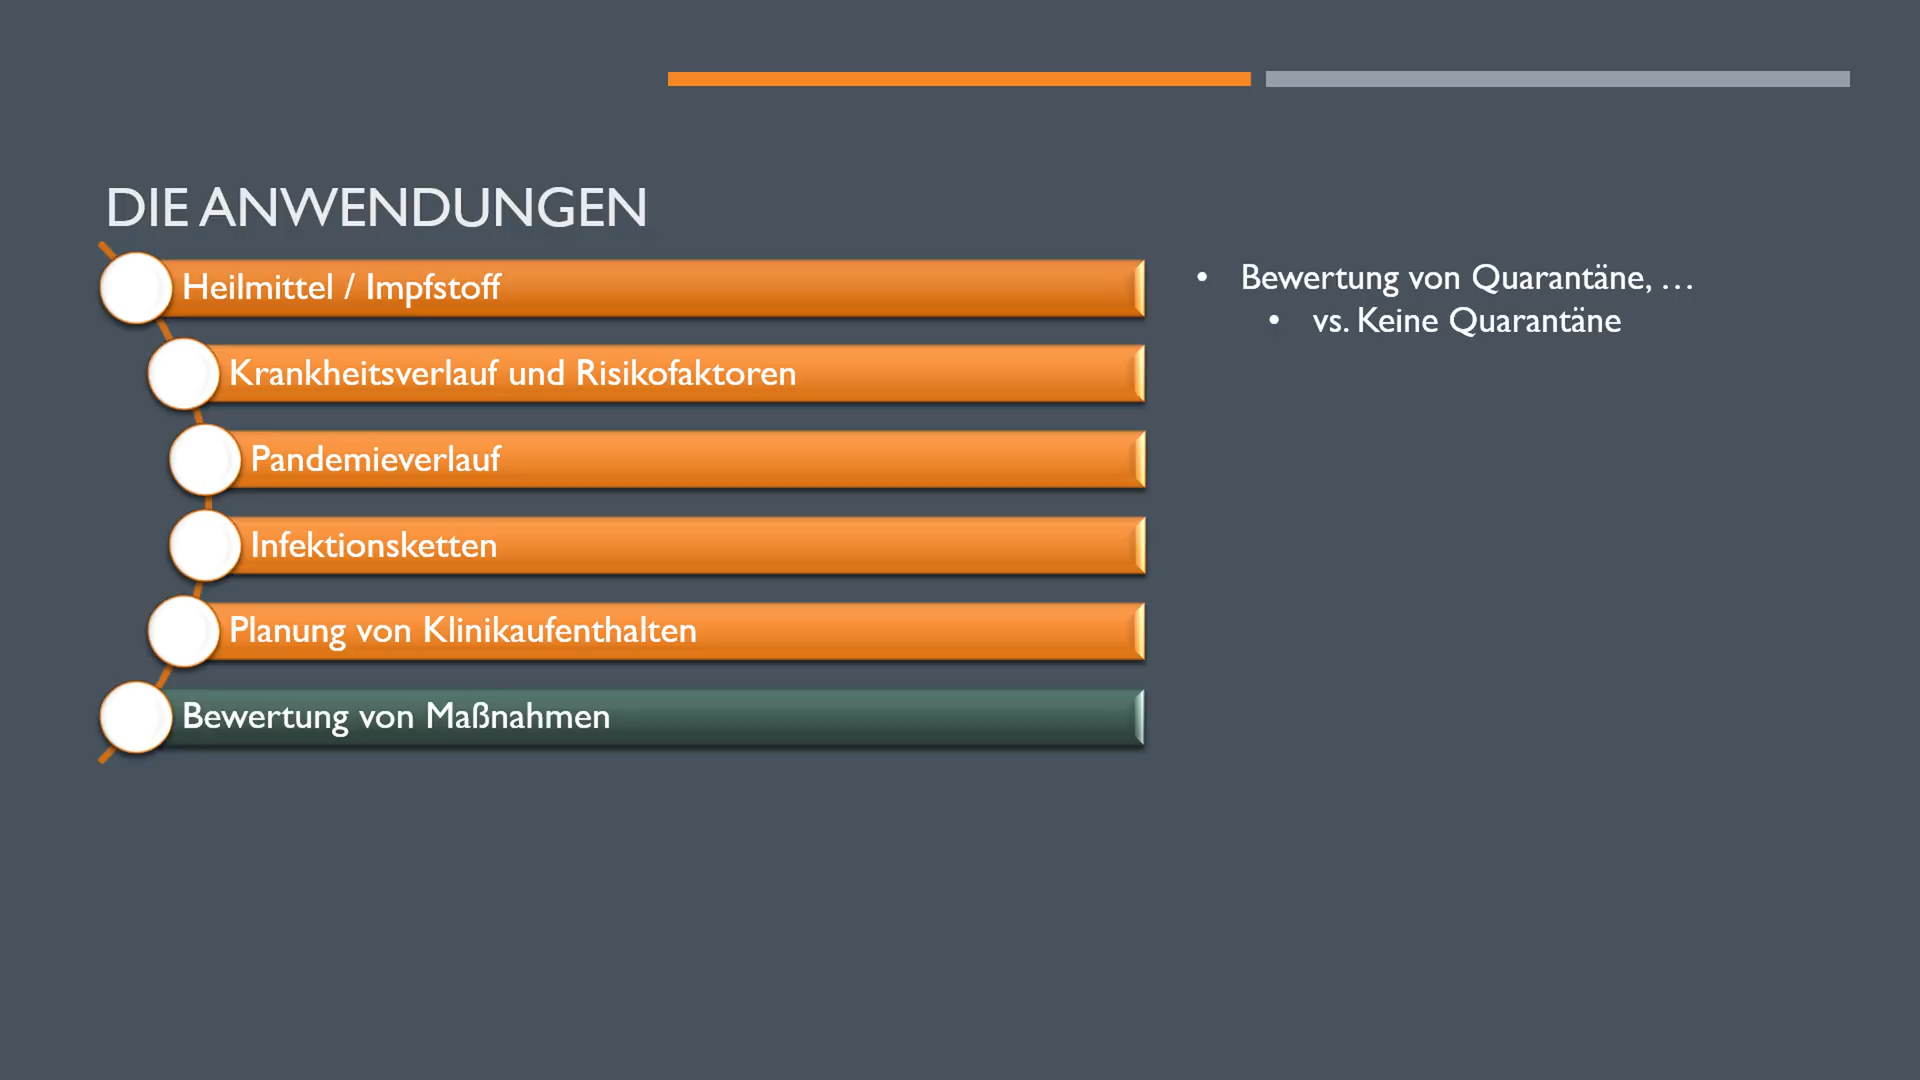 DIE ANWENDUNGEN
Heilmittel / Impfstoff
Krankheitsverlauf und Risikofaktoren
Pandemieverlauf
Infektionsketten
Planung von Klinikaufenthalten
Bewertung von Maßnahmen
• Bewertung von Quarantäne, …
• vs. Keine Quarantäne